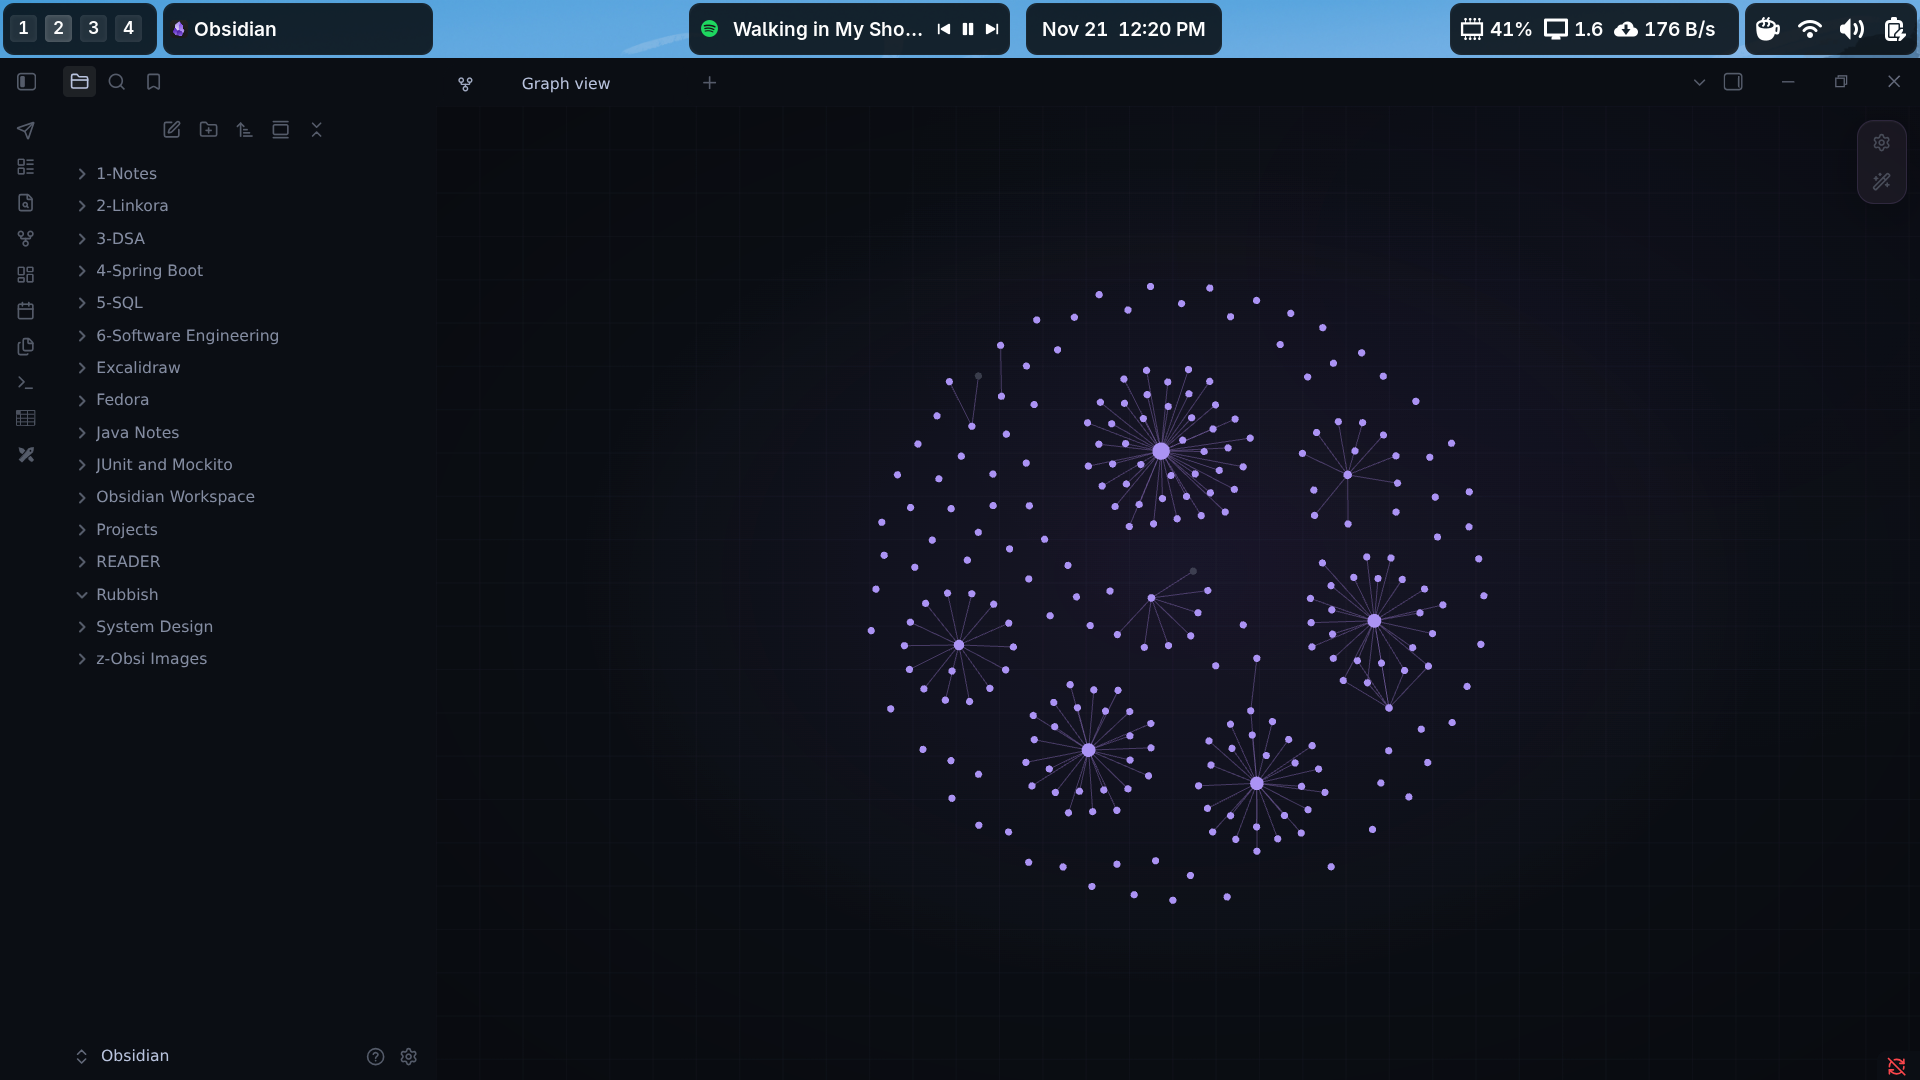 1 2 3 4 Obsidian Walking in My Sho... Nov 21 12:20 PM 41% 1.6 176 B/s
Graph view
1-Notes
2-Linkora
3-DSA
4-Spring Boot
5-SQL
6-Software Engineering
Excalidraw
Fedora
Java Notes
JUnit and Mockito
Obsidian Workspace
Projects
READER
Rubbish
System Design
z-Obsi Images
Obsidian